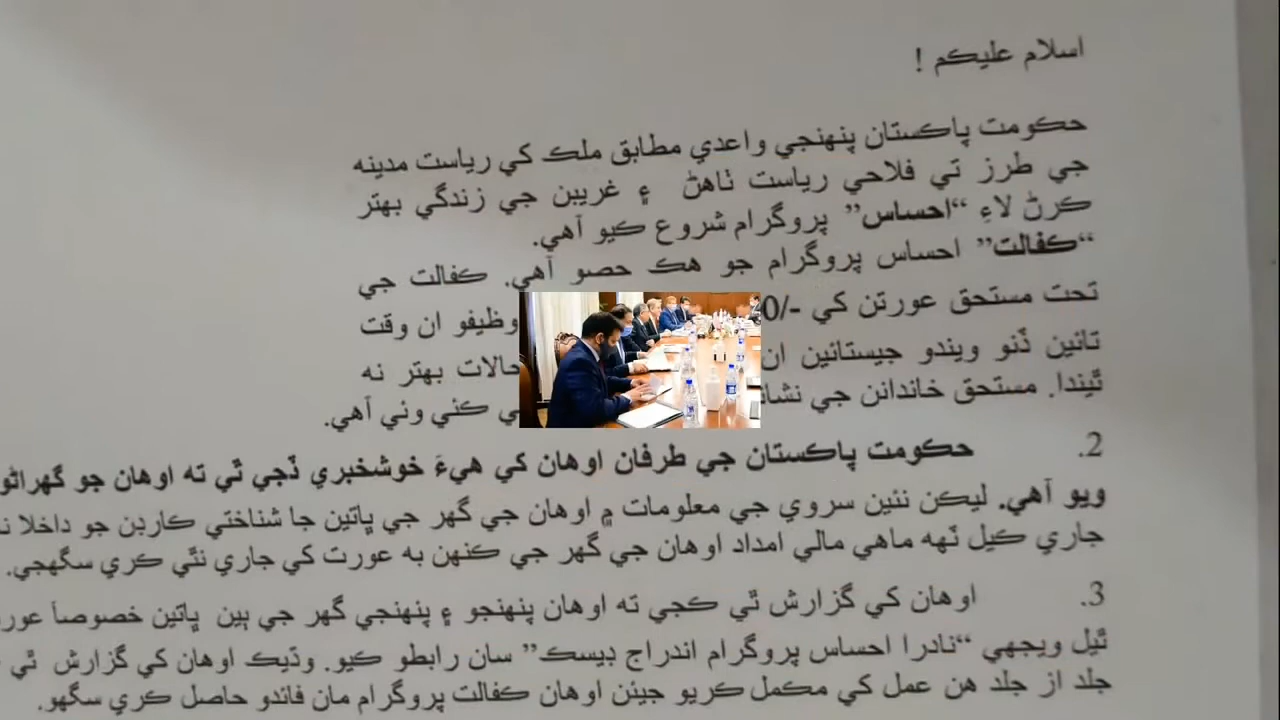 اسلام عليڪم !
حڪومت پاڪستان پنهنجي واعدي مطابق ملڪ کي رياست مدينه
جي طرز تي فلاحي رياست ٺاهڻ ۽ غريبن جي زندگي بهتر
ڪرڻ لاءِ “احساس” پروگرام شروع ڪيو آهي.
“ڪفالت” احساس پروگرام جو هڪ حصو آهي. ڪفالت جي
تحت مستحق عورتن کي -/0 وظيفو ان وقت
تائين ڏنو ويندو جيستائين ان حالات بهتر نه
ٿيندا. مستحق خاندانن جي نشا ڪئي وئي آهي.
2. حڪومت پاڪستان جي طرفان اوهان کي هيءَ خوشخبري ڏجي ٿي ته اوهان جو گهراڻو
ويو آهي. ليڪن نئين سروي جي معلومات ۾ اوهان جي گهر جي ڀاتين جا شناختي ڪارڊن جو داخلا
جاري ڪيل ٽهه ماهي مالي امداد اوهان جي گهر جي ڪنهن به عورت کي جاري نٿي ڪري سگهجي.
3. اوهان کي گزارش ٿي ڪجي ته اوهان پنهنجو ۽ پنهنجي گهر جي ٻين ڀاتين خصوصاً عور
ٿيل ويجهي “نادرا احساس پروگرام اندراج ڊيسڪ” سان رابطو ڪيو. وڌيڪ اوهان کي گزارش ٿي
جلد از جلد هن عمل کي مڪمل ڪريو جيئن اوهان ڪفالت پروگرام مان فائدو حاصل ڪري سگهو.